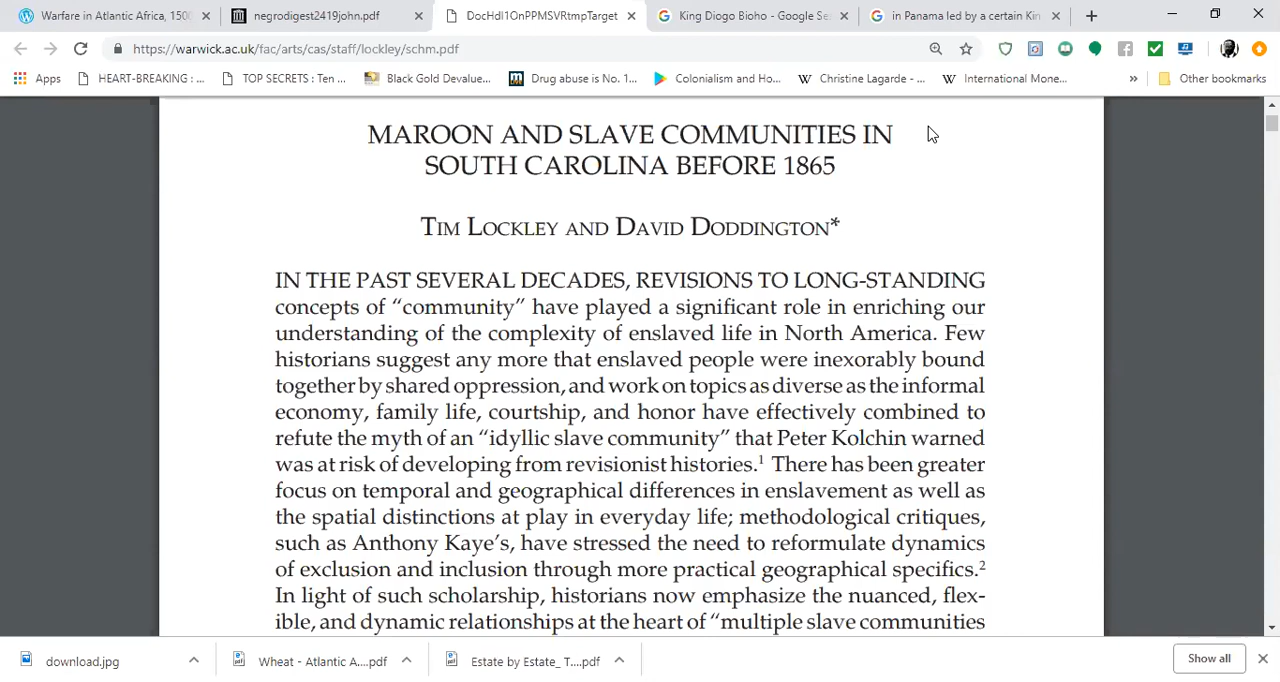 Warfare in Atlantic Africa, 150
negrodigest2419john.pdf
DocHdl1OnPPMSVRtmpTarget
King Diogo Bioho - Google Se
in Panama led by a certain Kin
https://warwick.ac.uk/fac/arts/cas/staff/lockley/schm.pdf
Apps
HEART-BREAKING : ...
TOP SECRETS : Ten ...
Black Gold Devalue...
Drug abuse is No. 1...
Colonialism and Ho...
Christine Lagarde - ...
International Mone...
»
Other bookmarks
MAROON AND SLAVE COMMUNITIES IN
SOUTH CAROLINA BEFORE 1865
TIM LOCKLEY AND DAVID DODDINGTON*
IN THE PAST SEVERAL DECADES, REVISIONS TO LONG-STANDING
concepts of “community” have played a significant role in enriching our
understanding of the complexity of enslaved life in North America. Few
historians suggest any more that enslaved people were inexorably bound
together by shared oppression, and work on topics as diverse as the informal
economy, family life, courtship, and honor have effectively combined to
refute the myth of an “idyllic slave community” that Peter Kolchin warned
was at risk of developing from revisionist histories.1 There has been greater
focus on temporal and geographical differences in enslavement as well as
the spatial distinctions at play in everyday life; methodological critiques,
such as Anthony Kaye’s, have stressed the need to reformulate dynamics
of exclusion and inclusion through more practical geographical specifics.2
In light of such scholarship, historians now emphasize the nuanced, flex-
ible, and dynamic relationships at the heart of “multiple slave communities
download.jpg
Wheat - Atlantic A....pdf
Estate by Estate_ T....pdf
Show all